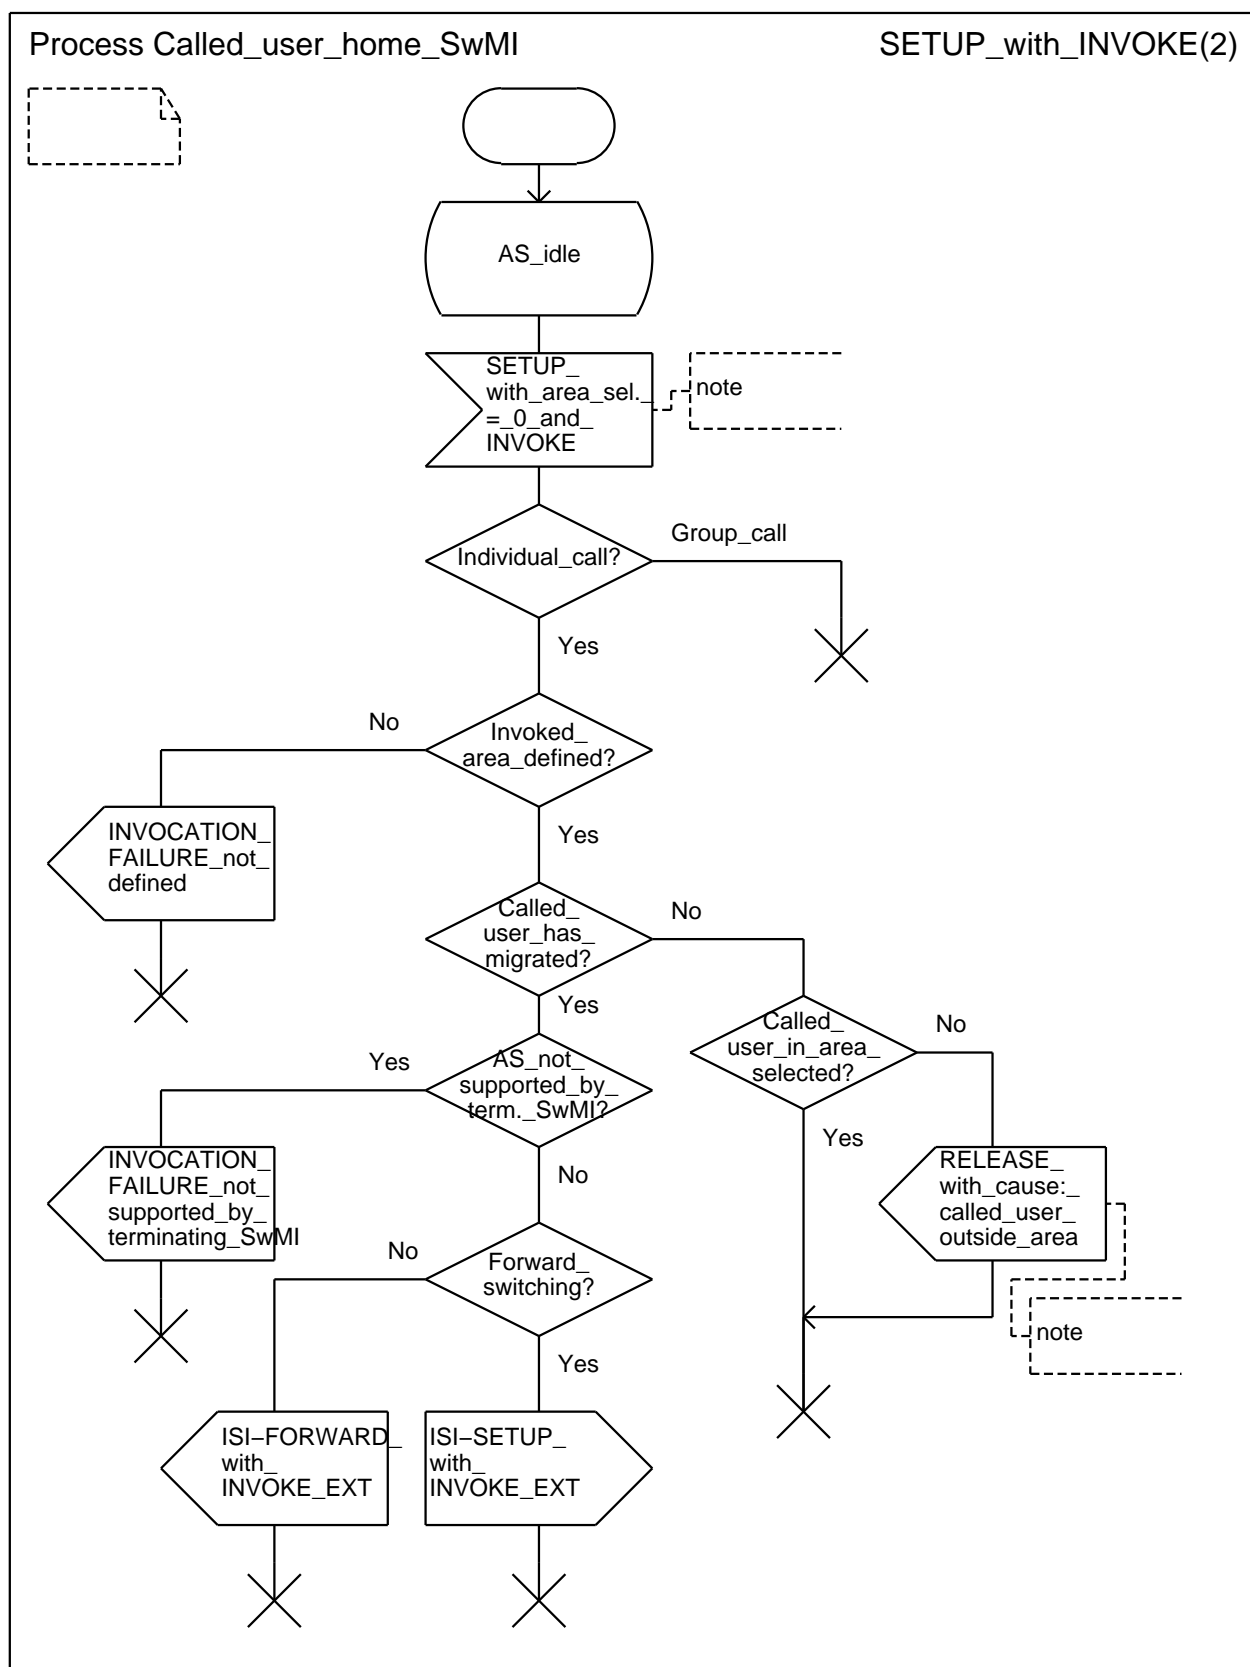 Process Called_user_home_SwMI
SETUP_with_INVOKE(2)
AS_idle
SETUP_
with_area_sel._
=_0_and_
INVOKE
note
Individual_call?
Group_call
Yes
Invoked_
area_defined?
No
INVOCATION_
FAILURE_not_
defined
Yes
Called_
user_has_
migrated?
No
Yes
Called_
user_in_area_
selected?
No
AS_not_
supported_by_
term._SwMI?
Yes
Yes
INVOCATION_
FAILURE_not_
supported_by_
terminating_SwMI
No
RELEASE_
with_cause:_
called_user_
outside_area
Forward_
switching?
No
note
Yes
ISI−FORWARD_
with_
INVOKE_EXT
ISI−SETUP_
with_
INVOKE_EXT